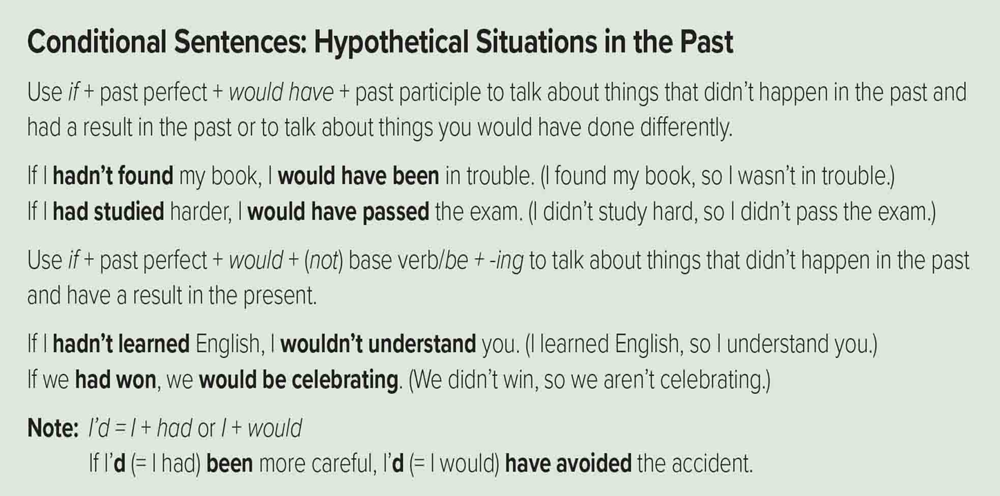 Conditional Sentences: Hypothetical Situations in the Past
Use if + past perfect + would have + past participle to talk about things that didn’t happen in the past and
had a result in the past or to talk about things you would have done differently.
If I hadn’t found my book, I would have been in trouble. (I found my book, so I wasn’t in trouble.)
If I had studied harder, I would have passed the exam. (I didn’t study hard, so I didn’t pass the exam.)
Use if + past perfect + would + (not) base verb/be + -ing to talk about things that didn’t happen in the past
and have a result in the present.
If I hadn’t learned English, I wouldn’t understand you. (I learned English, so I understand you.)
If we had won, we would be celebrating. (We didn’t win, so we aren’t celebrating.)
Note: I’d = I + had or I + would
If I’d (= I had) been more careful, I’d (= I would) have avoided the accident.